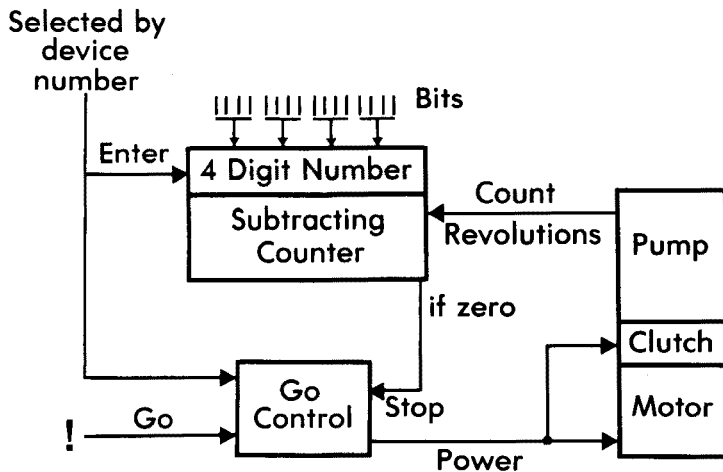 Selected by
device
number
Bits
Enter
4 Digit Number
Subtracting
Counter
Count
Revolutions
Pump
if zero
Clutch
Go
Control
Stop
Motor
! Go
Power